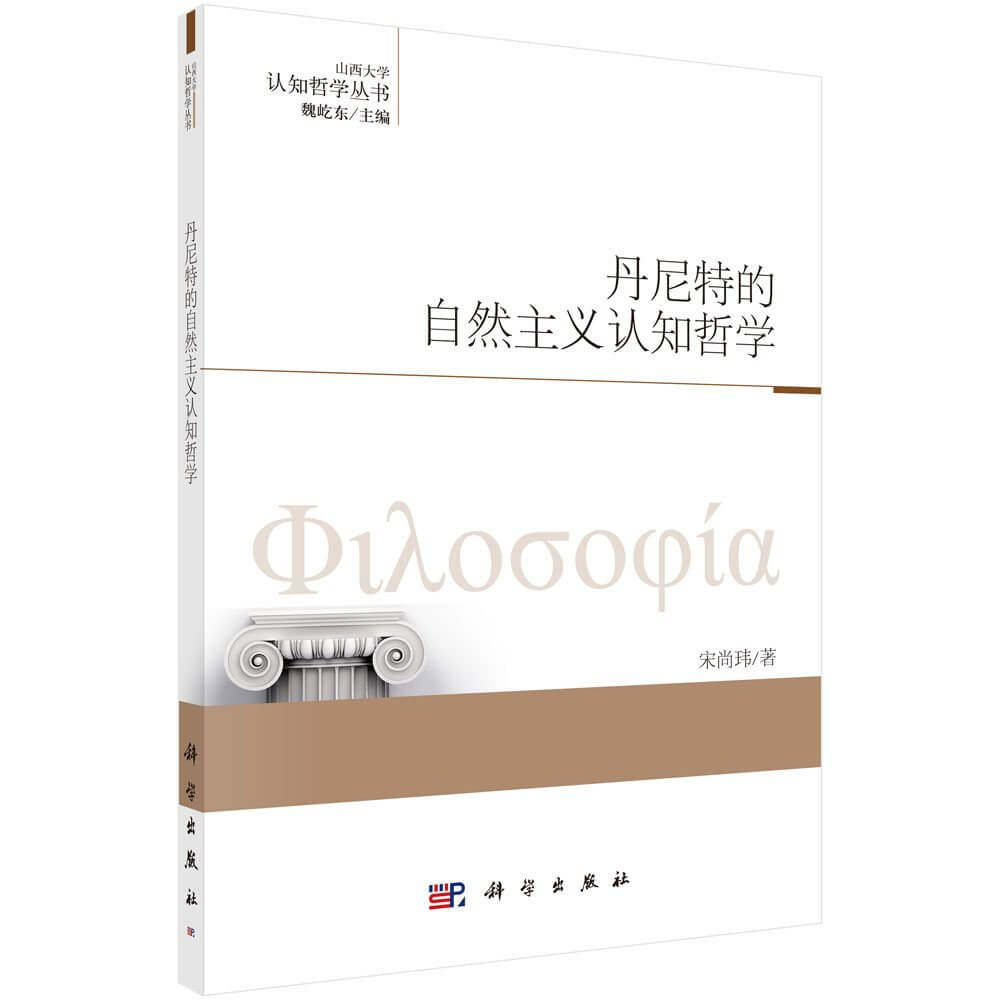 山西大学
认知哲学丛书
魏屹东/主编
丹尼特的
自然主义认知哲学
Φιλοσοφία
宋尚玮/著
科学出版社
山西大学
认知哲学丛书
丹尼特的自然主义认知哲学
科学出版社